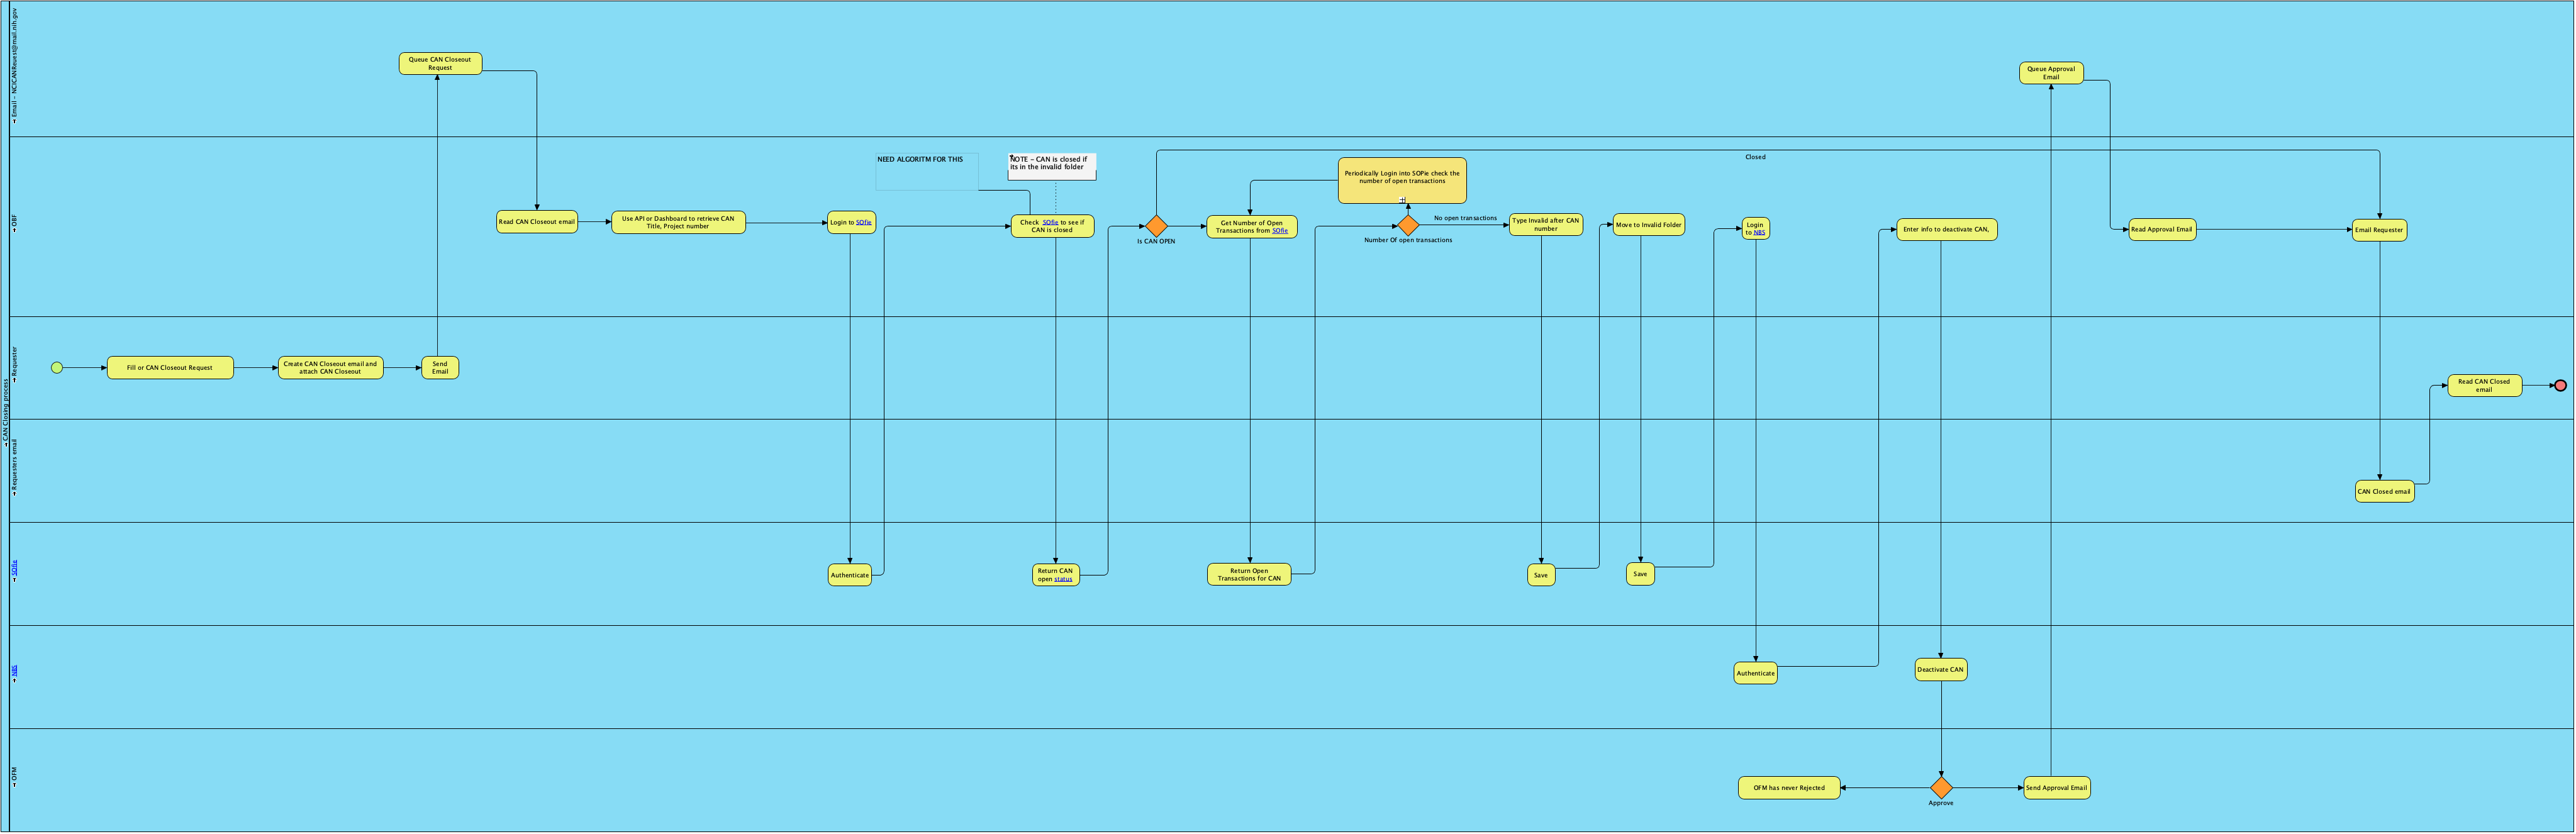 CAN Closing process
Email - NCICANReuest@mail.nih.gov
Queue CAN Closeout
Request
Queue Approval
Email
OBF
NEED ALGORITM FOR THIS
NOTE - CAN is closed if
its in the invalid folder
Closed
Periodically Login into SOPie check the
number of open transactions
Read CAN Closeout email
Use API or Dashboard to retrieve CAN
Title, Project number
Login to SOfie
Check SOfie to see if
CAN is closed
Is CAN OPEN
Get Number of Open
Transactions from SOfie
Number Of open transactions
No open transactions
Type Invalid after CAN
number
Move to Invalid Folder
Login
to NBS
Enter info to deactivate CAN,
Read Approval Email
Email Requester
Requester
Fill or CAN Closeout Request
Create CAN Closeout email and
attach CAN Closeout
Send
Email
Read CAN Closed
email
Requesters email
CAN Closed email
SOfie
Authenticate
Return CAN
open status
Return Open
Transactions for CAN
Save
Save
NBS
Authenticate
Deactivate CAN
OFM
OFM has never Rejected
Approve
Send Approval Email